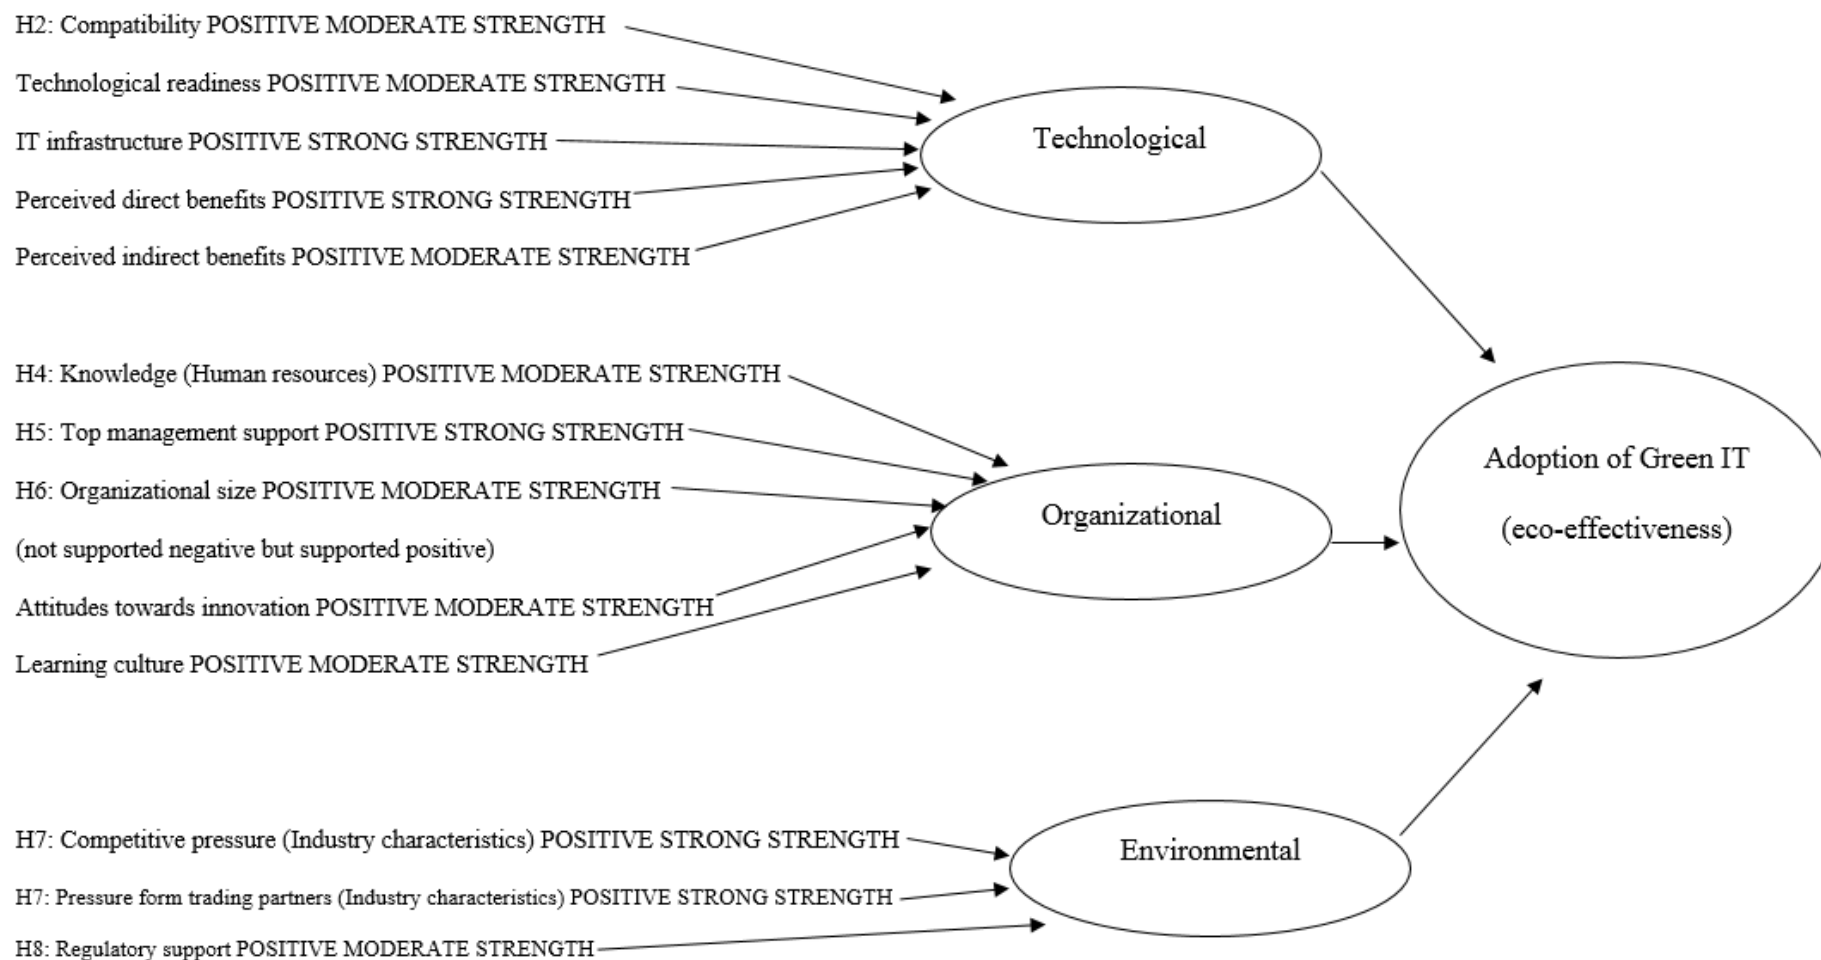 H2: Compatibility POSITIVE MODERATE STRENGTH
Technological readiness POSITIVE MODERATE STRENGTH
IT infrastructure POSITIVE STRONG STRENGTH
Perceived direct benefits POSITIVE STRONG STRENGTH
Perceived indirect benefits POSITIVE MODERATE STRENGTH
Technological
H4: Knowledge (Human resources) POSITIVE MODERATE STRENGTH
H5: Top management support POSITIVE STRONG STRENGTH
H6: Organizational size POSITIVE MODERATE STRENGTH
(not supported negative but supported positive)
Attitudes towards innovation POSITIVE MODERATE STRENGTH
Learning culture POSITIVE MODERATE STRENGTH
Organizational
Adoption of Green IT
(eco-effectiveness)
H7: Competitive pressure (Industry characteristics) POSITIVE STRONG STRENGTH
H7: Pressure form trading partners (Industry characteristics) POSITIVE STRONG STRENGTH
H8: Regulatory support POSITIVE MODERATE STRENGTH
Environmental